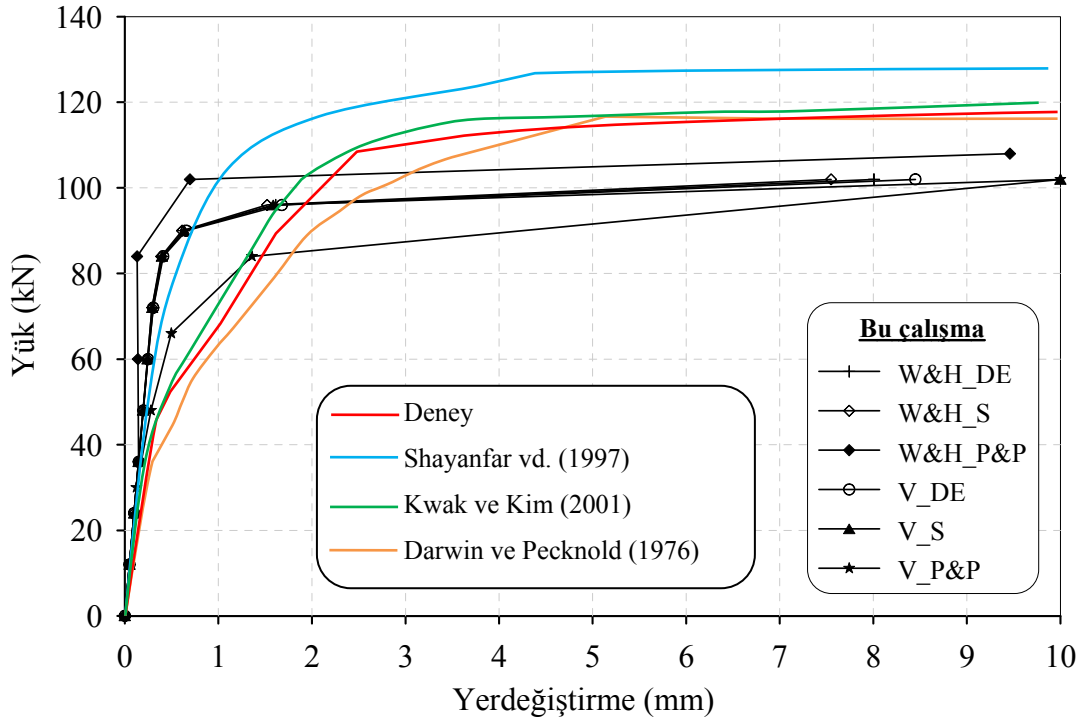 140
120
100
80
60
40
20
0
Yük (kN)
0 1 2 3 4 5 6 7 8 9 10
Yerdeğiştirme (mm)
Deney
Shayanfar vd. (1997)
Kwak ve Kim (2001)
Darwin ve Pecknold (1976)
Bu çalışma
W&H_DE
W&H_S
W&H_P&P
V_DE
V_S
V_P&P